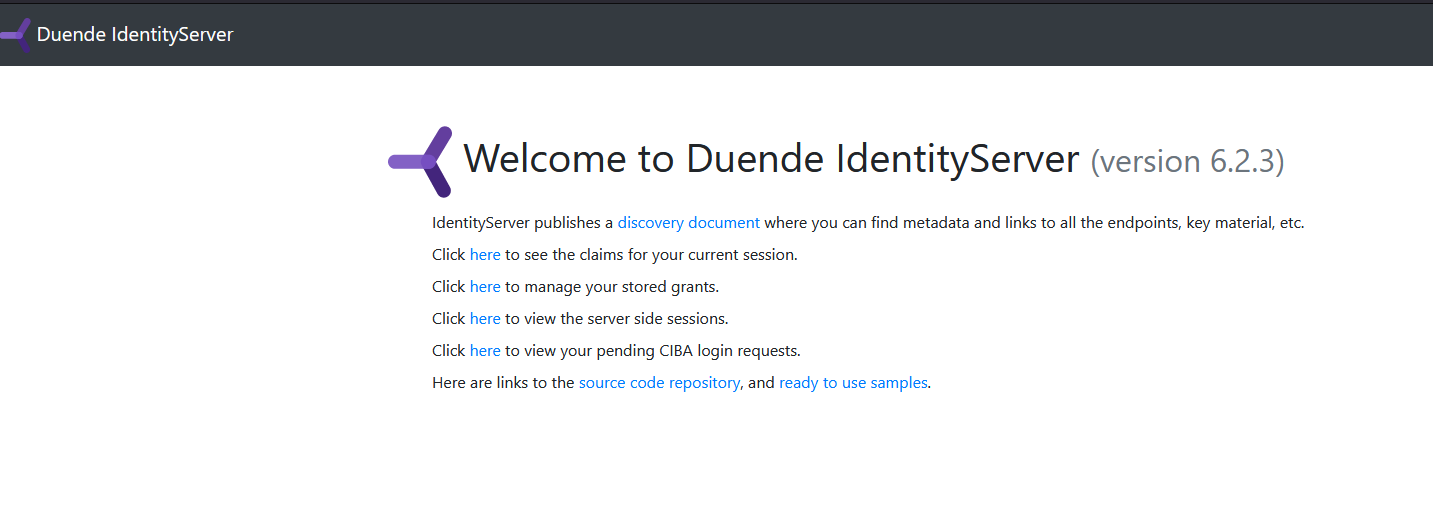 Duende IdentityServer
Welcome to Duende IdentityServer (version 6.2.3)
IdentityServer publishes a discovery document where you can find metadata and links to all the endpoints, key material, etc.
Click here to see the claims for your current session.
Click here to manage your stored grants.
Click here to view the server side sessions.
Click here to view your pending CIBA login requests.
Here are links to the source code repository, and ready to use samples.